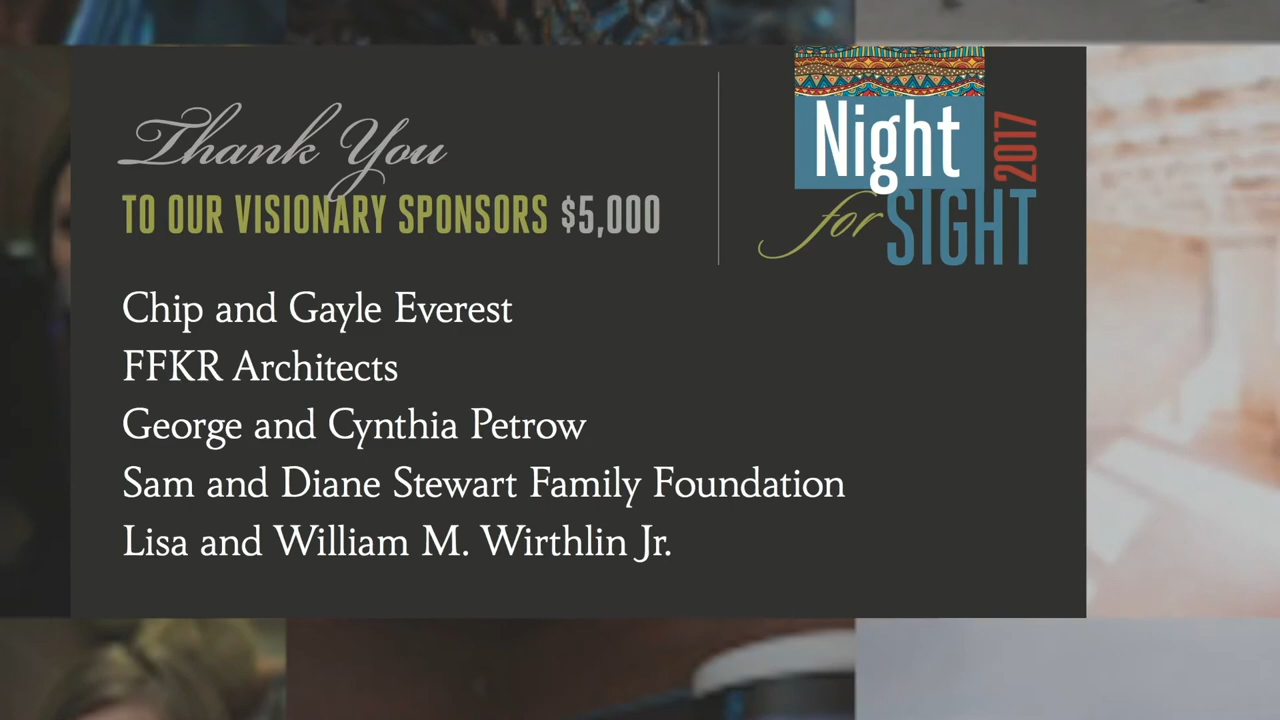 Thank You
TO OUR VISIONARY SPONSORS $5,000
Night
for SIGHT
2017
Chip and Gayle Everest
FFKR Architects
George and Cynthia Petrow
Sam and Diane Stewart Family Foundation
Lisa and William M. Wirthlin Jr.